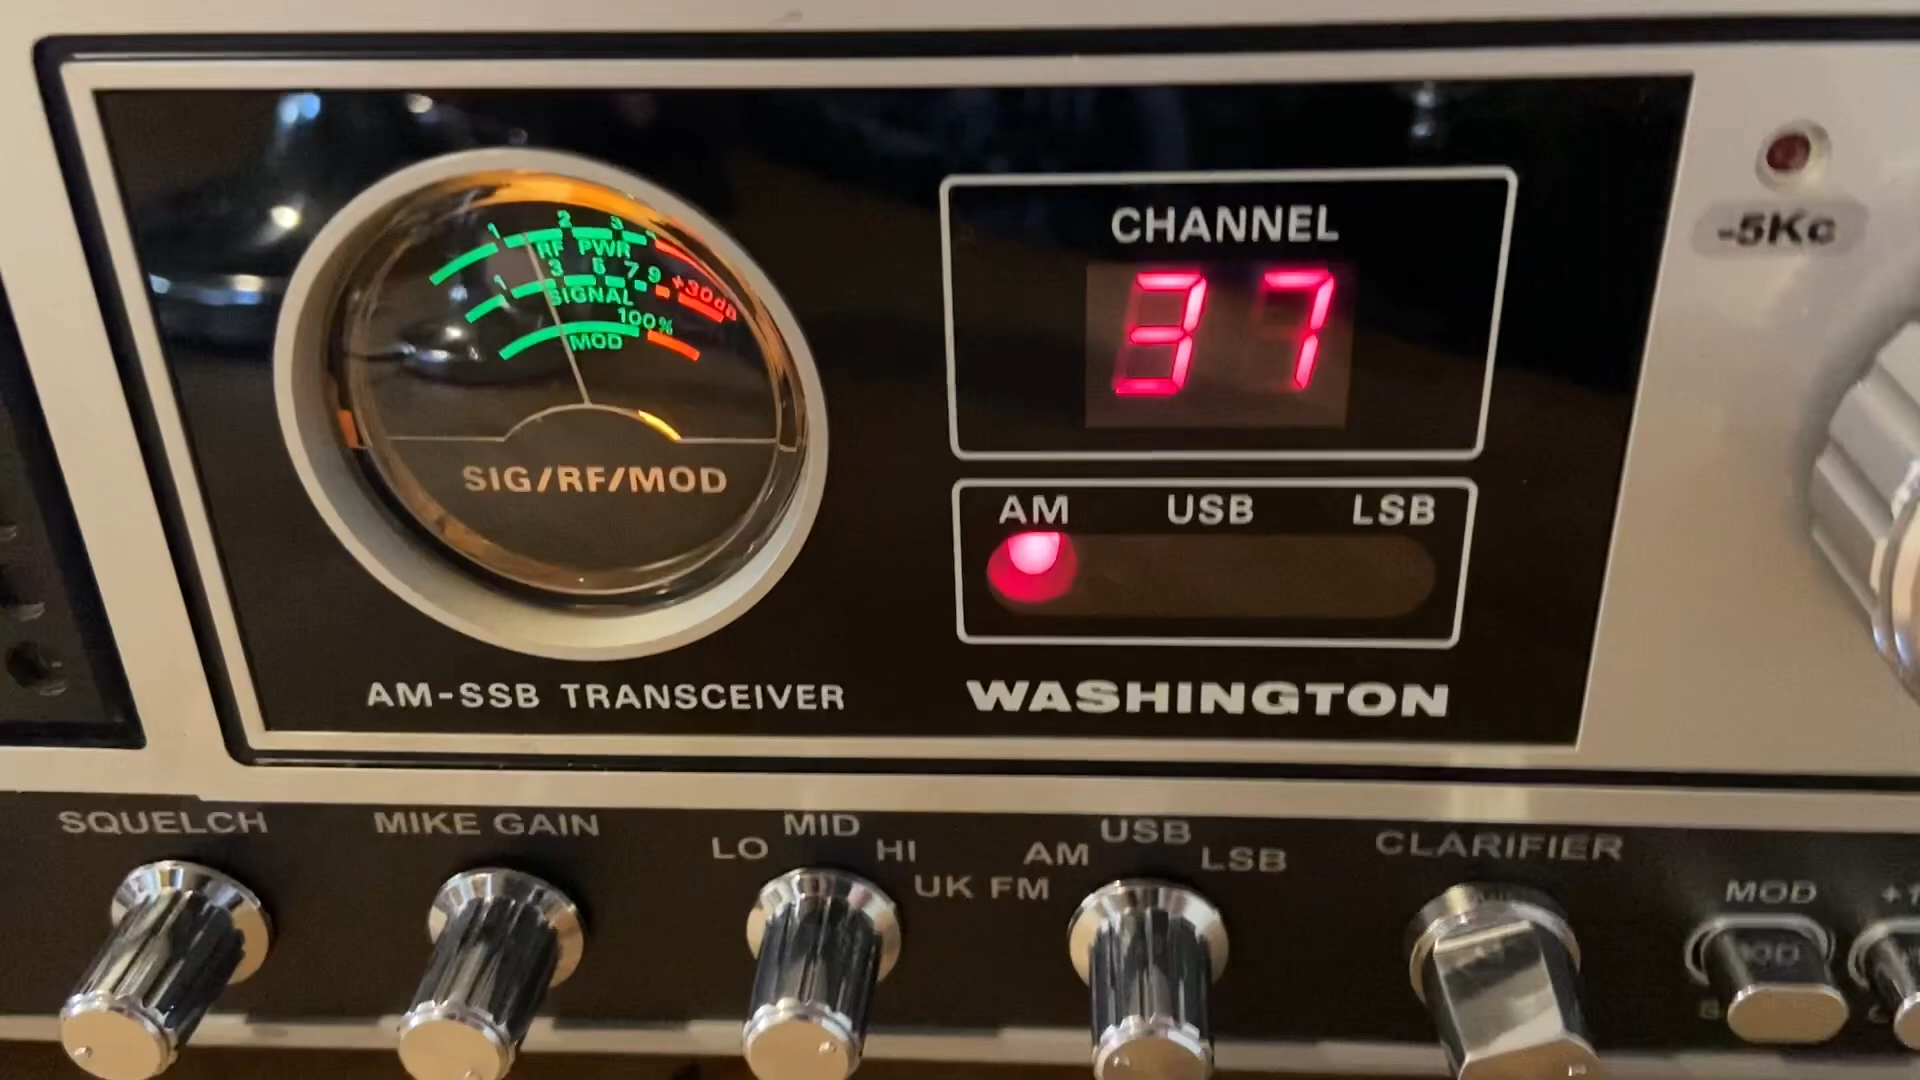 1 2 3
RF PWR
1 3 5 7 9 +30dB
SIGNAL
100%
MOD
SIG/RF/MOD
AM-SSB TRANSCEIVER
CHANNEL
37
AM USB LSB
WASHINGTON
-5Kc
SQUELCH
MIKE GAIN
LO MID HI
UK FM AM USB LSB
CLARIFIER
MOD